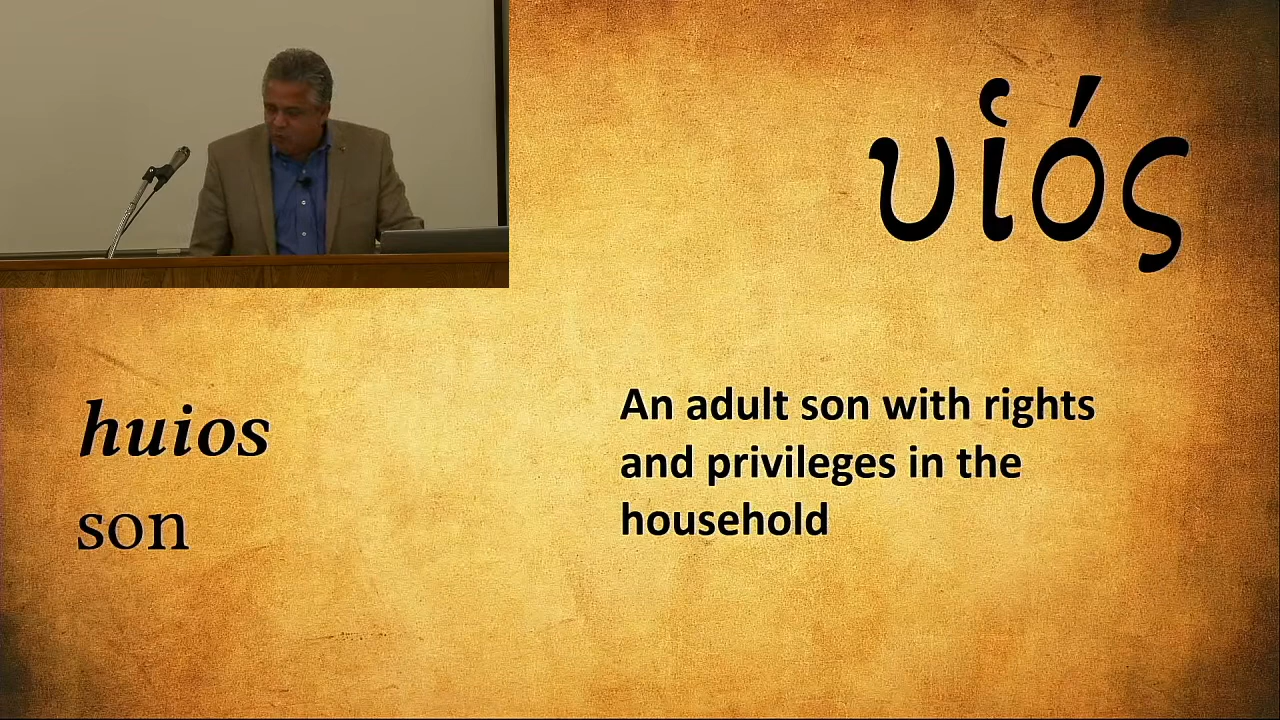 υἱός
huios
son
An adult son with rights
and privileges in the
household